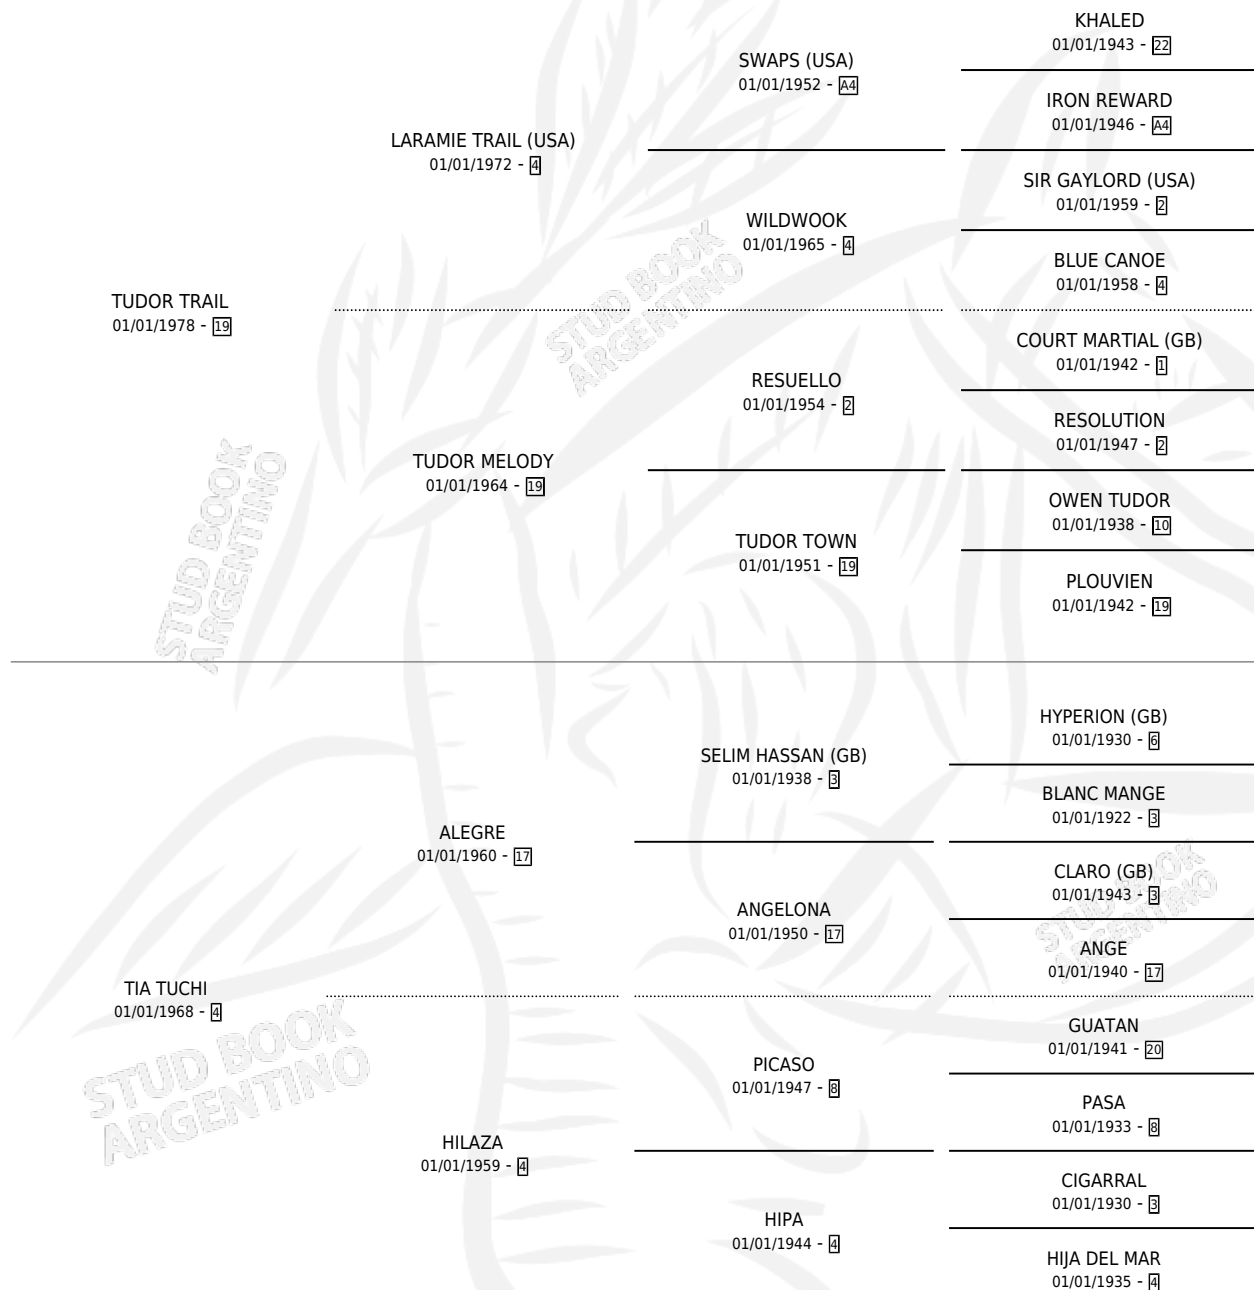 KHALED
01/01/1943 - 22
SWAPS (USA)
01/01/1952 - A4
IRON REWARD
01/01/1946 - A4
LARAMIE TRAIL (USA)
01/01/1972 - 4
SIR GAYLORD (USA)
01/01/1959 - 2
WILDWOOK
01/01/1965 - 4
BLUE CANOE
01/01/1958 - 4
TUDOR TRAIL
01/01/1978 - 19
COURT MARTIAL (GB)
01/01/1942 - 1
RESUELLO
01/01/1954 - 2
RESOLUTION
01/01/1947 - 2
TUDOR MELODY
01/01/1964 - 19
OWEN TUDOR
01/01/1938 - 10
TUDOR TOWN
01/01/1951 - 19
PLOUVIEN
01/01/1942 - 19
HYPERION (GB)
01/01/1930 - 6
SELIM HASSAN (GB)
01/01/1938 - 3
BLANC MANGE
01/01/1922 - 3
ALEGRE
01/01/1960 - 17
CLARO (GB)
01/01/1943 - 3
ANGELONA
01/01/1950 - 17
ANGE
01/01/1940 - 17
TIA TUCHI
01/01/1968 - 4
GUATAN
01/01/1941 - 20
PICASO
01/01/1947 - 8
PASA
01/01/1933 - 8
HILAZA
01/01/1959 - 4
CIGARRAL
01/01/1930 - 3
HIPA
01/01/1944 - 4
HIJA DEL MAR
01/01/1935 - 4
STUD BOOK
ARGENTINO
STUD BOOK
ARGENTINO
STUD BOOK
ARGENTINO
STUD BOOK
ARGENTINO